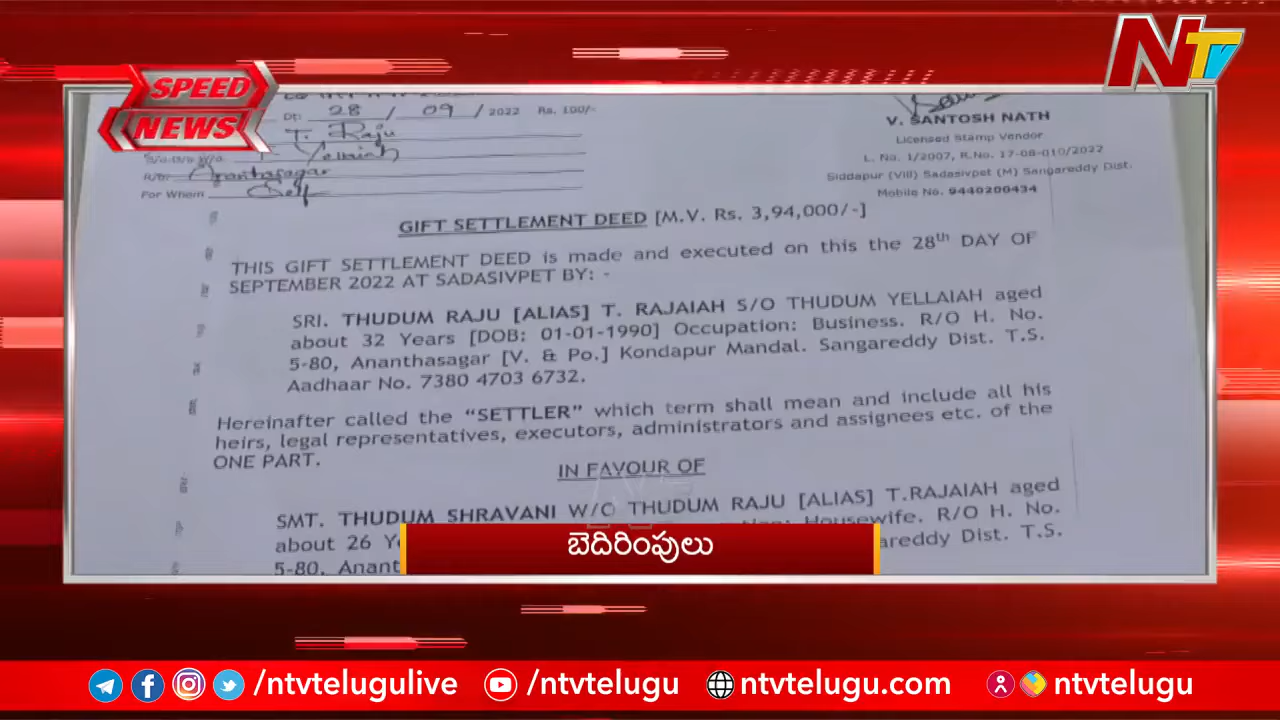 NTV
SPEED
NEWS
Dt: 28 / 09 / 2022 Rs. 100/-
T. Raju
Yellaiah
R/o: Ananthasagar
For Whom Self
V. SANTOSH NATH
Licensed Stamp Vendor
L. No. 1/2007, R.No. 17-08-010/2022
Siddapur (Vill) Sadasivpet (M) Sangareddy Dist.
Mobile No. 9440200434
GIFT SETTLEMENT DEED [M.V. Rs. 3,94,000/-]
THIS GIFT SETTLEMENT DEED is made and executed on this the 28th DAY OF
SEPTEMBER 2022 AT SADASIVPET BY: -
SRI. THUDUM RAJU [ALIAS] T. RAJAIAH S/O THUDUM YELLAIAH aged
about 32 Years [DOB: 01-01-1990] Occupation: Business. R/O H. No.
5-80, Ananthasagar [V. & Po.] Kondapur Mandal. Sangareddy Dist. T.S.
Aadhaar No. 7380 4703 6732.
Hereinafter called the “SETTLER” which term shall mean and include all his
heirs, legal representatives, executors, administrators and assignees etc. of the
ONE PART.
IN FAVOUR OF
SMT. THUDUM SHRAVANI W/O THUDUM RAJU [ALIAS] T.RAJAIAH aged
about 26 Housewife. R/O H. No.
5-80, Dist. T.S.
బెదిరింపులు
/ntvtelugulive /ntvtelugu ntvtelugu.com ntvtelugu